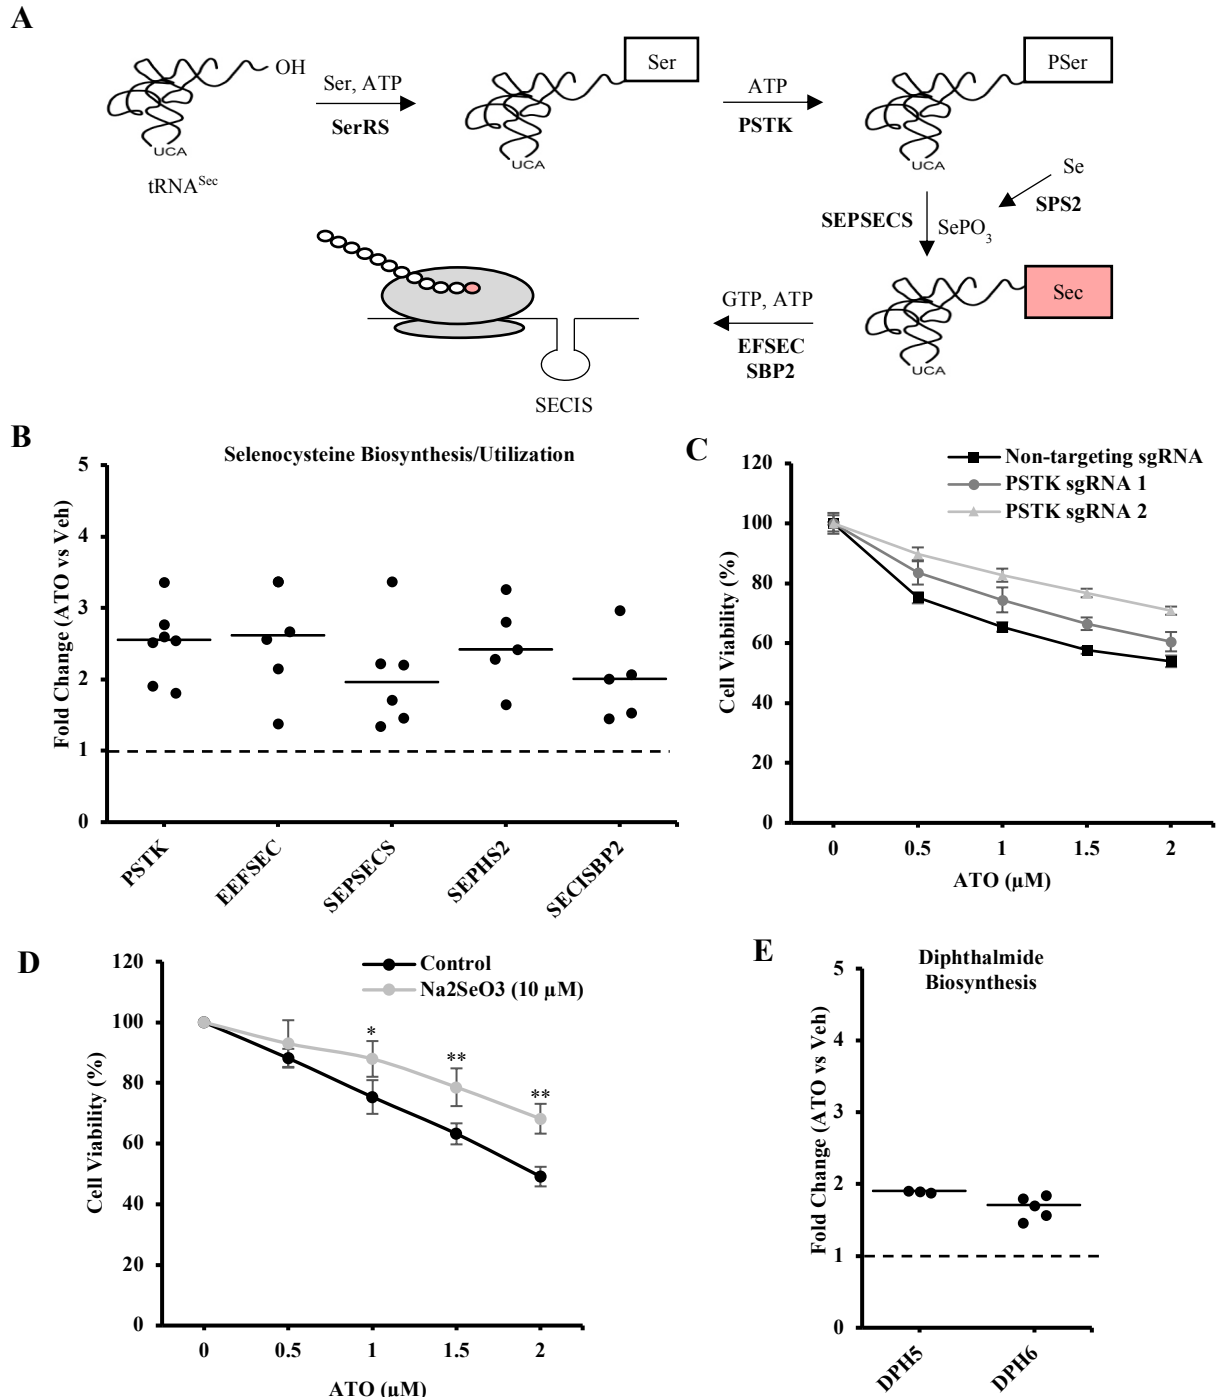 A
OH
Ser, ATP
SerRS
Ser
ATP
PSTK
PSer
UCA
UCA
UCA
tRNA^Sec
Se
SPS2
SEPSECS
SePO₃
Sec
GTP, ATP
EFSEC
SBP2
UCA
SECIS
B
Selenocysteine Biosynthesis/Utilization
Fold Change (ATO vs Veh)
5
4
3
2
1
0
PSTK
EEFSEC
SEPSECS
SEPHS2
SECISBP2
C
Non-targeting sgRNA
PSTK sgRNA 1
PSTK sgRNA 2
Cell Viability (%)
120
100
80
60
40
20
0
0 0.5 1 1.5 2
ATO (µM)
D
Control
Na2SeO3 (10 µM)
Cell Viability (%)
120
100
80
60
40
20
0
*
**
**
0 0.5 1 1.5 2
ATO (µM)
E
Diphthalmide
Biosynthesis
Fold Change (ATO vs Veh)
5
4
3
2
1
0
DPH5
DPH6